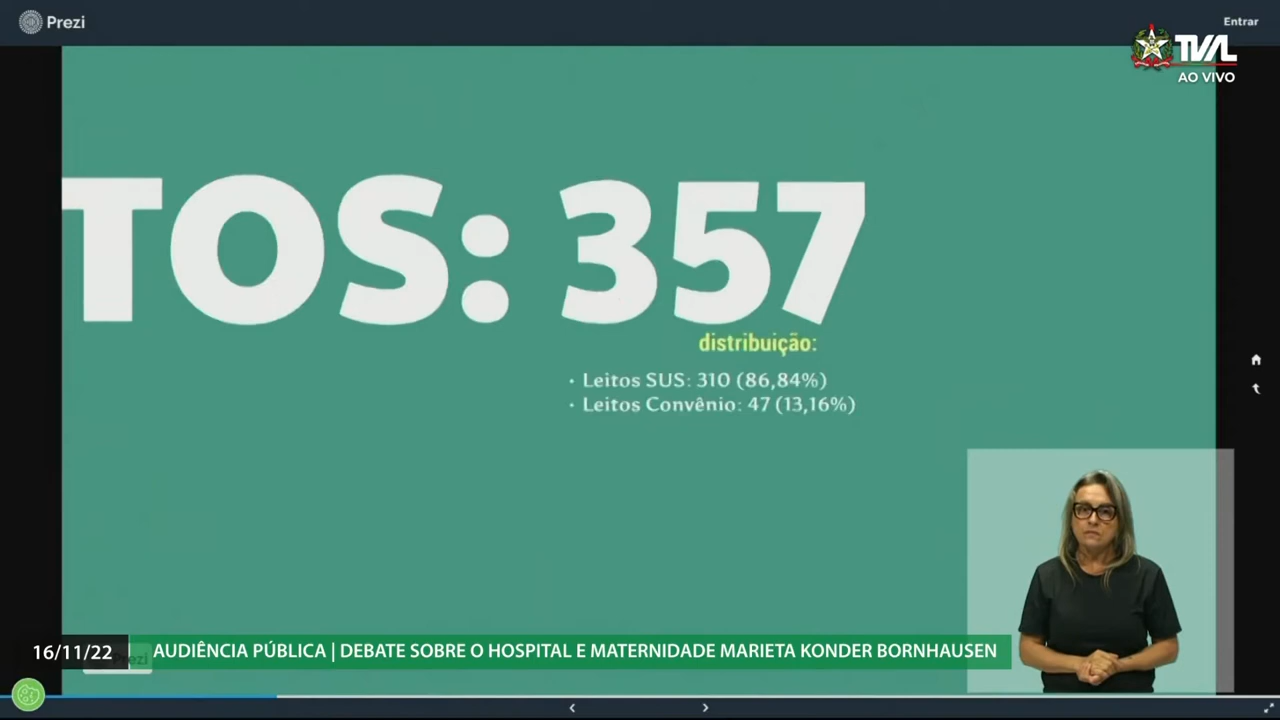 Prezi
Entrar
TVAL
AO VIVO
TOS: 357
distribuição:
• Leitos SUS: 310 (86,84%)
• Leitos Convênio: 47 (13,16%)
16/11/22
Prezi
AUDIÊNCIA PÚBLICA | DEBATE SOBRE O HOSPITAL E MATERNIDADE MARIETA KONDER BORNHAUSEN